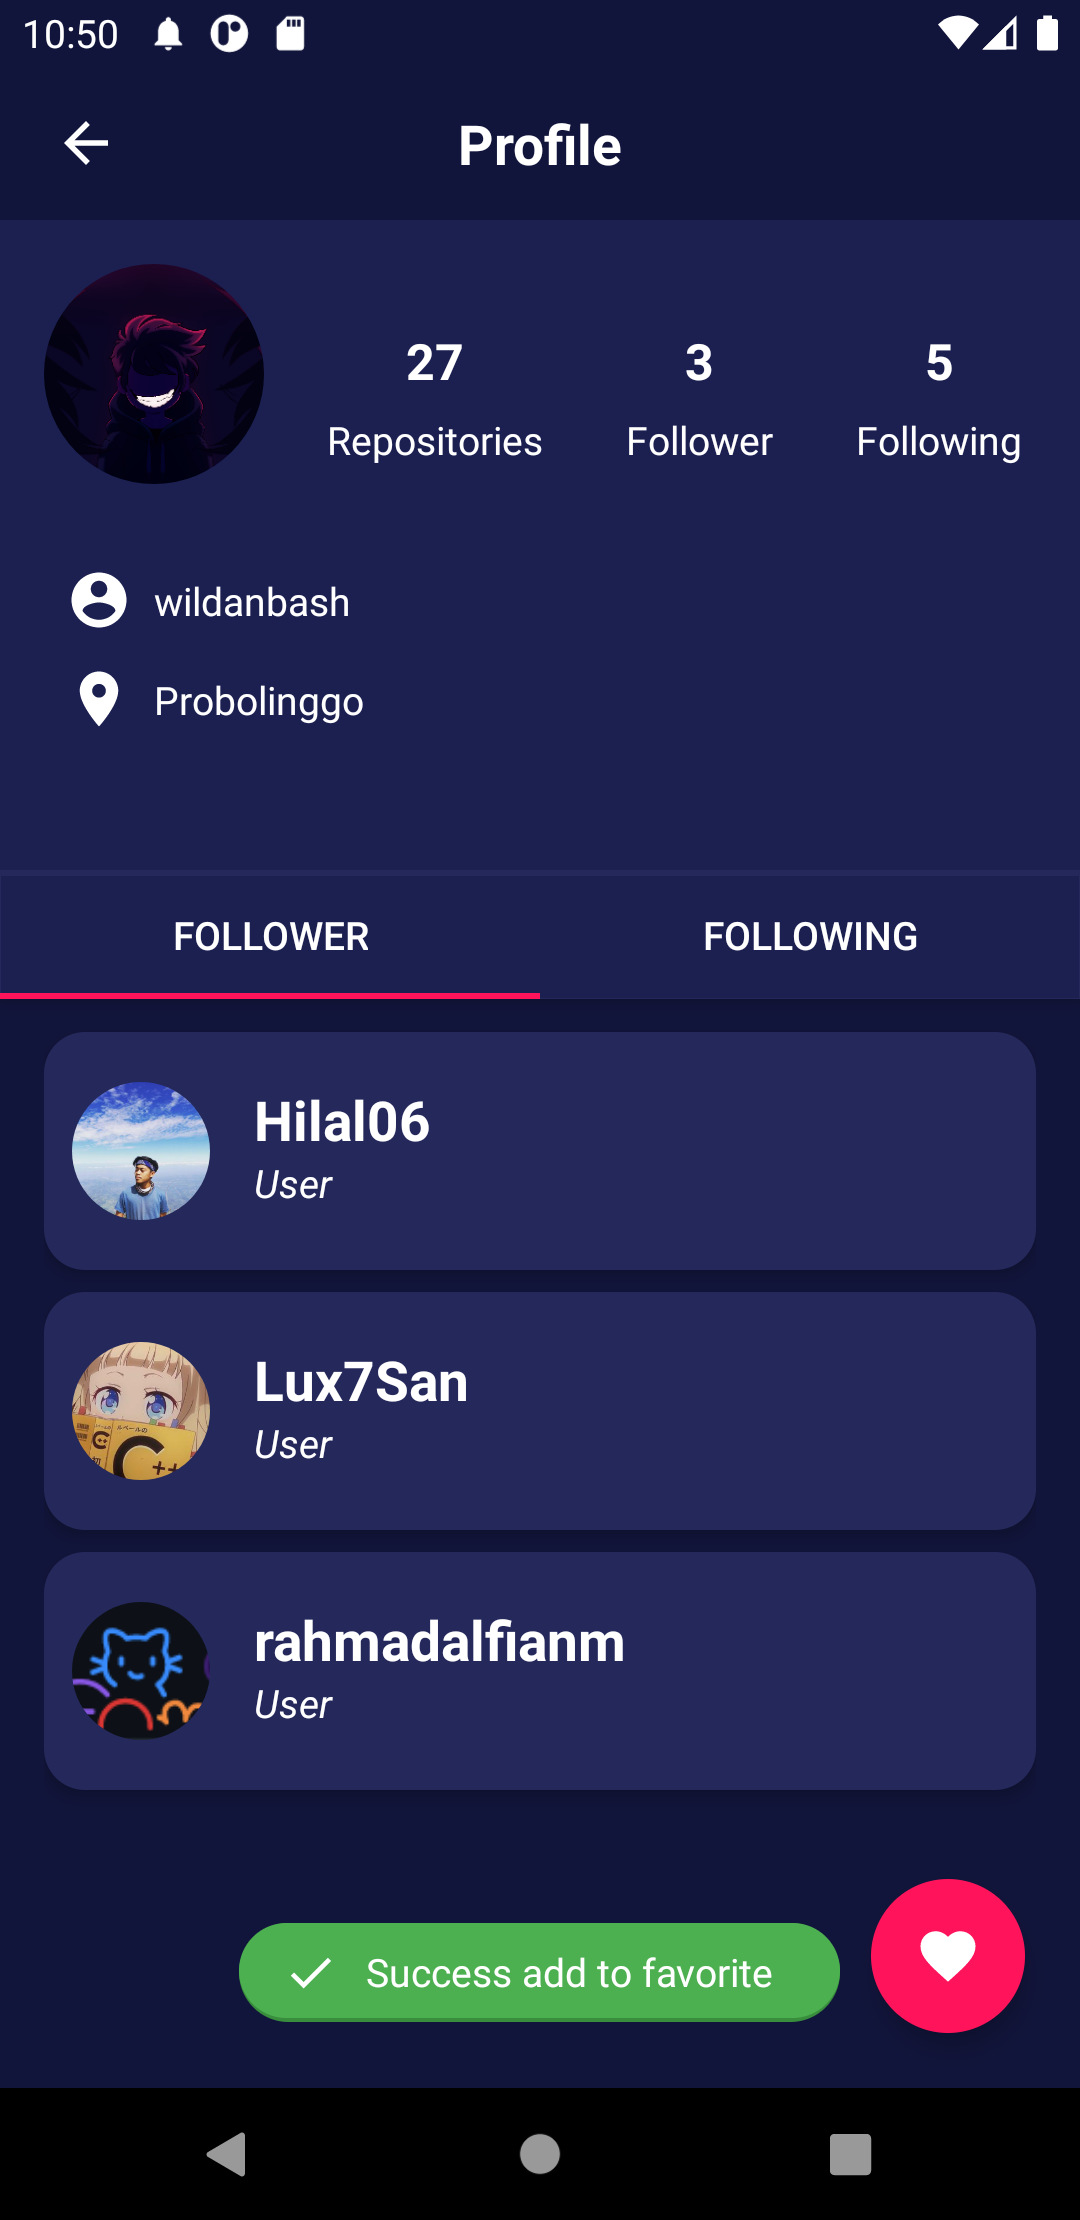 10:50
Profile
27 3 5
Repositories Follower Following
wildanbash
Probolinggo
FOLLOWER FOLLOWING
Hilal06
User
Lux7San
User
C++
rahmadalfianm
User
Success add to favorite